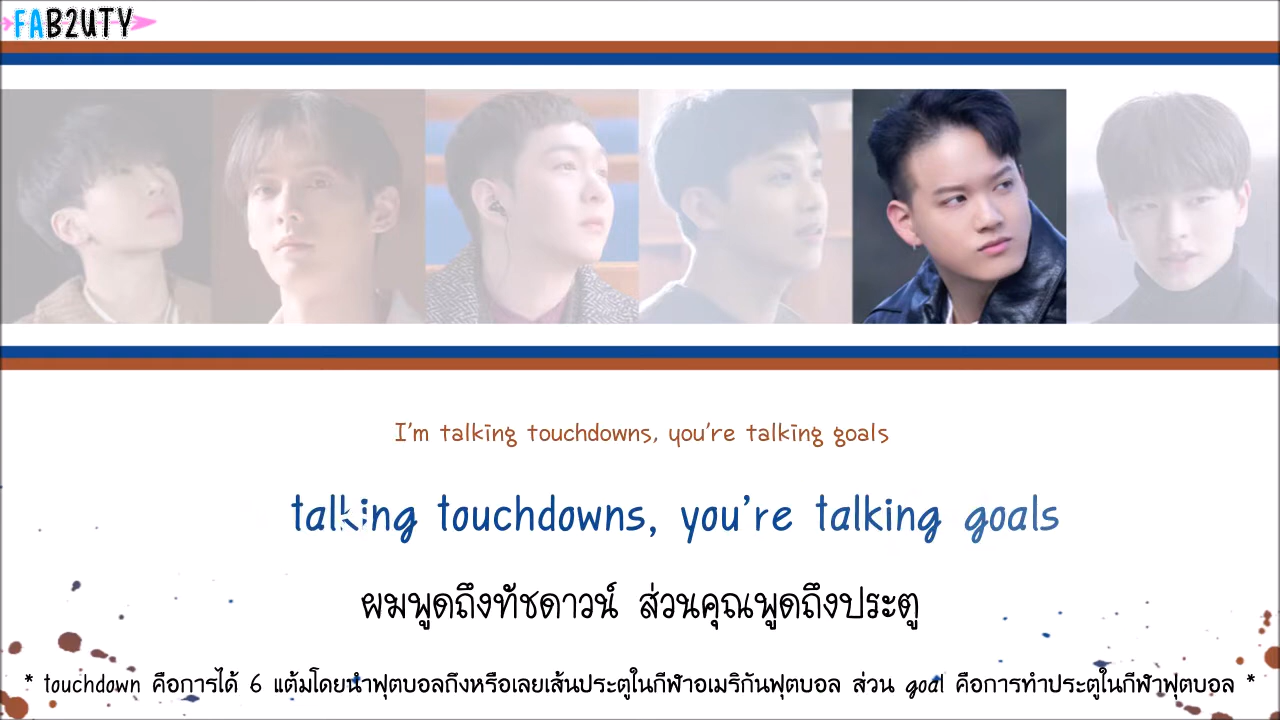 FAB2UTY
I'm talking touchdowns, you're talking goals
talking touchdowns, you're talking goals
ผมพูดถึงทัชดาวน์ ส่วนคุณพูดถึงประตู
* touchdown คือการได้ 6 แต้มโดยนำฟุตบอลถึงหรือเลยเส้นประตูในกีฬาอเมริกันฟุตบอล ส่วน goal คือการทำประตูในกีฬาฟุตบอล *